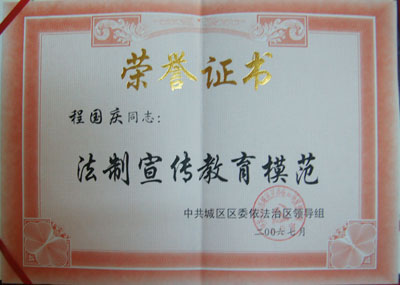 荣誉证书
程国庆同志：
法制宣传教育模范
中共城区区委依法治区领导组
二00六七月